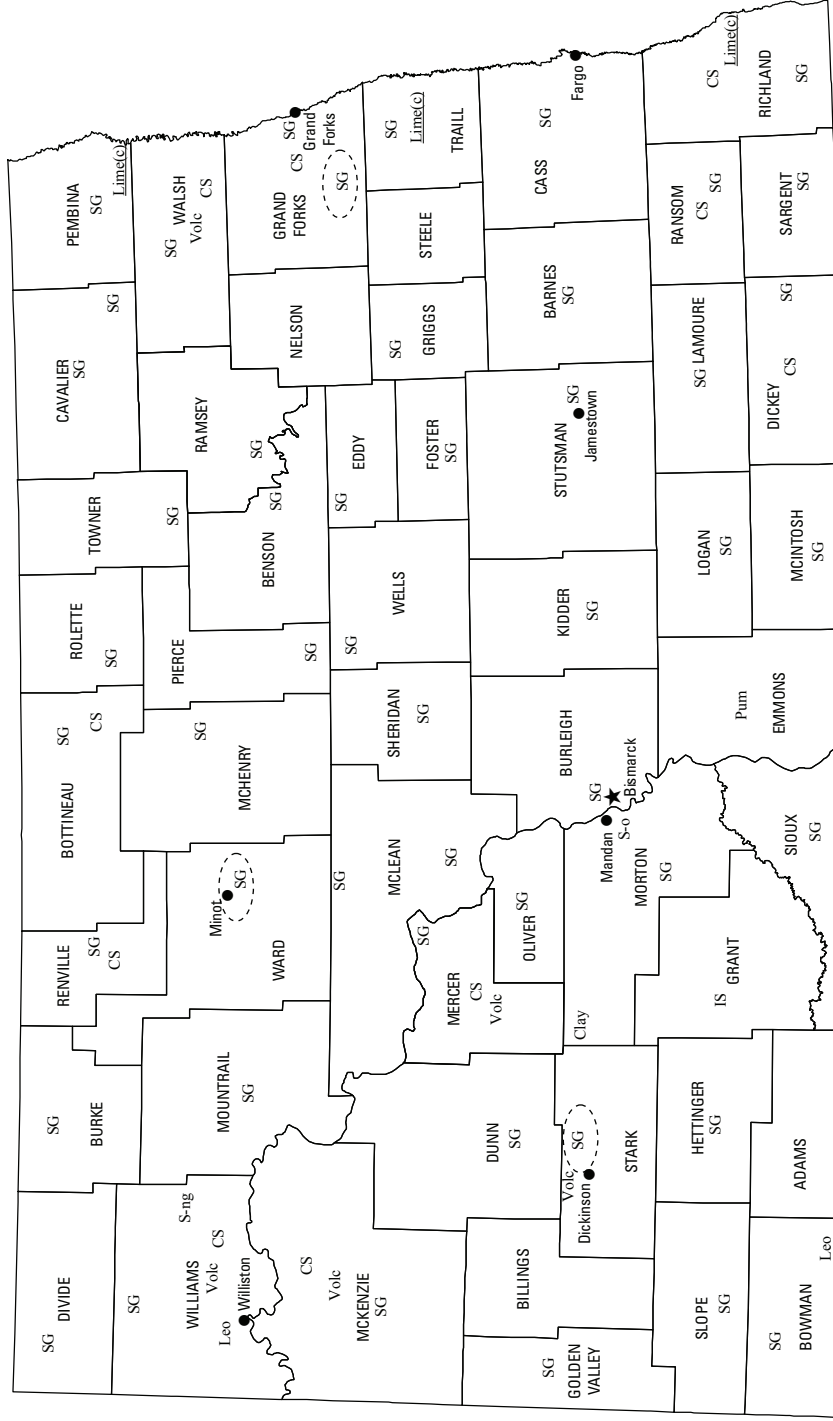 DIVIDE
SG
BURKE
SG
RENVILLE
SG
CS
BOTTINEAU
SG
CS
ROLETTE
SG
TOWNER
SG
CAVALIER
SG
SG
PEMBINA
SG
Lime(c)
WILLIAMS
SG
S-ng
Volc
CS
Leo
Williston
MOUNTRAIL
SG
WARD
Minot
SG
MCHENRY
SG
PIERCE
SG
BENSON
SG
RAMSEY
SG
WALSH
SG
Volc
CS
NELSON
GRAND
FORKS
CS
SG
Grand
Forks
SG
MCKENZIE
CS
Volc
SG
DUNN
SG
MERCER
CS
Volc
SG
MCLEAN
SG
SG
SHERIDAN
SG
WELLS
SG
EDDY
SG
FOSTER
SG
GRIGGS
SG
STEELE
TRAILL
SG
Lime(c)
GOLDEN
VALLEY
SG
BILLINGS
STARK
Volc
Dickinson
SG
OLIVER
SG
MORTON
Clay
SG
Mandan
S-o
BURLEIGH
SG
Bismarck
KIDDER
SG
STUTSMAN
SG
Jamestown
BARNES
SG
CASS
SG
Fargo
SLOPE
SG
HETTINGER
SG
GRANT
IS
BOWMAN
SG
Leo
ADAMS
SIOUX
SG
EMMONS
Pum
LOGAN
SG
MCINTOSH
SG
LAMOURE
SG
DICKEY
CS
SG
RANSOM
CS
SG
SARGENT
SG
RICHLAND
CS
Lime(c)
SG